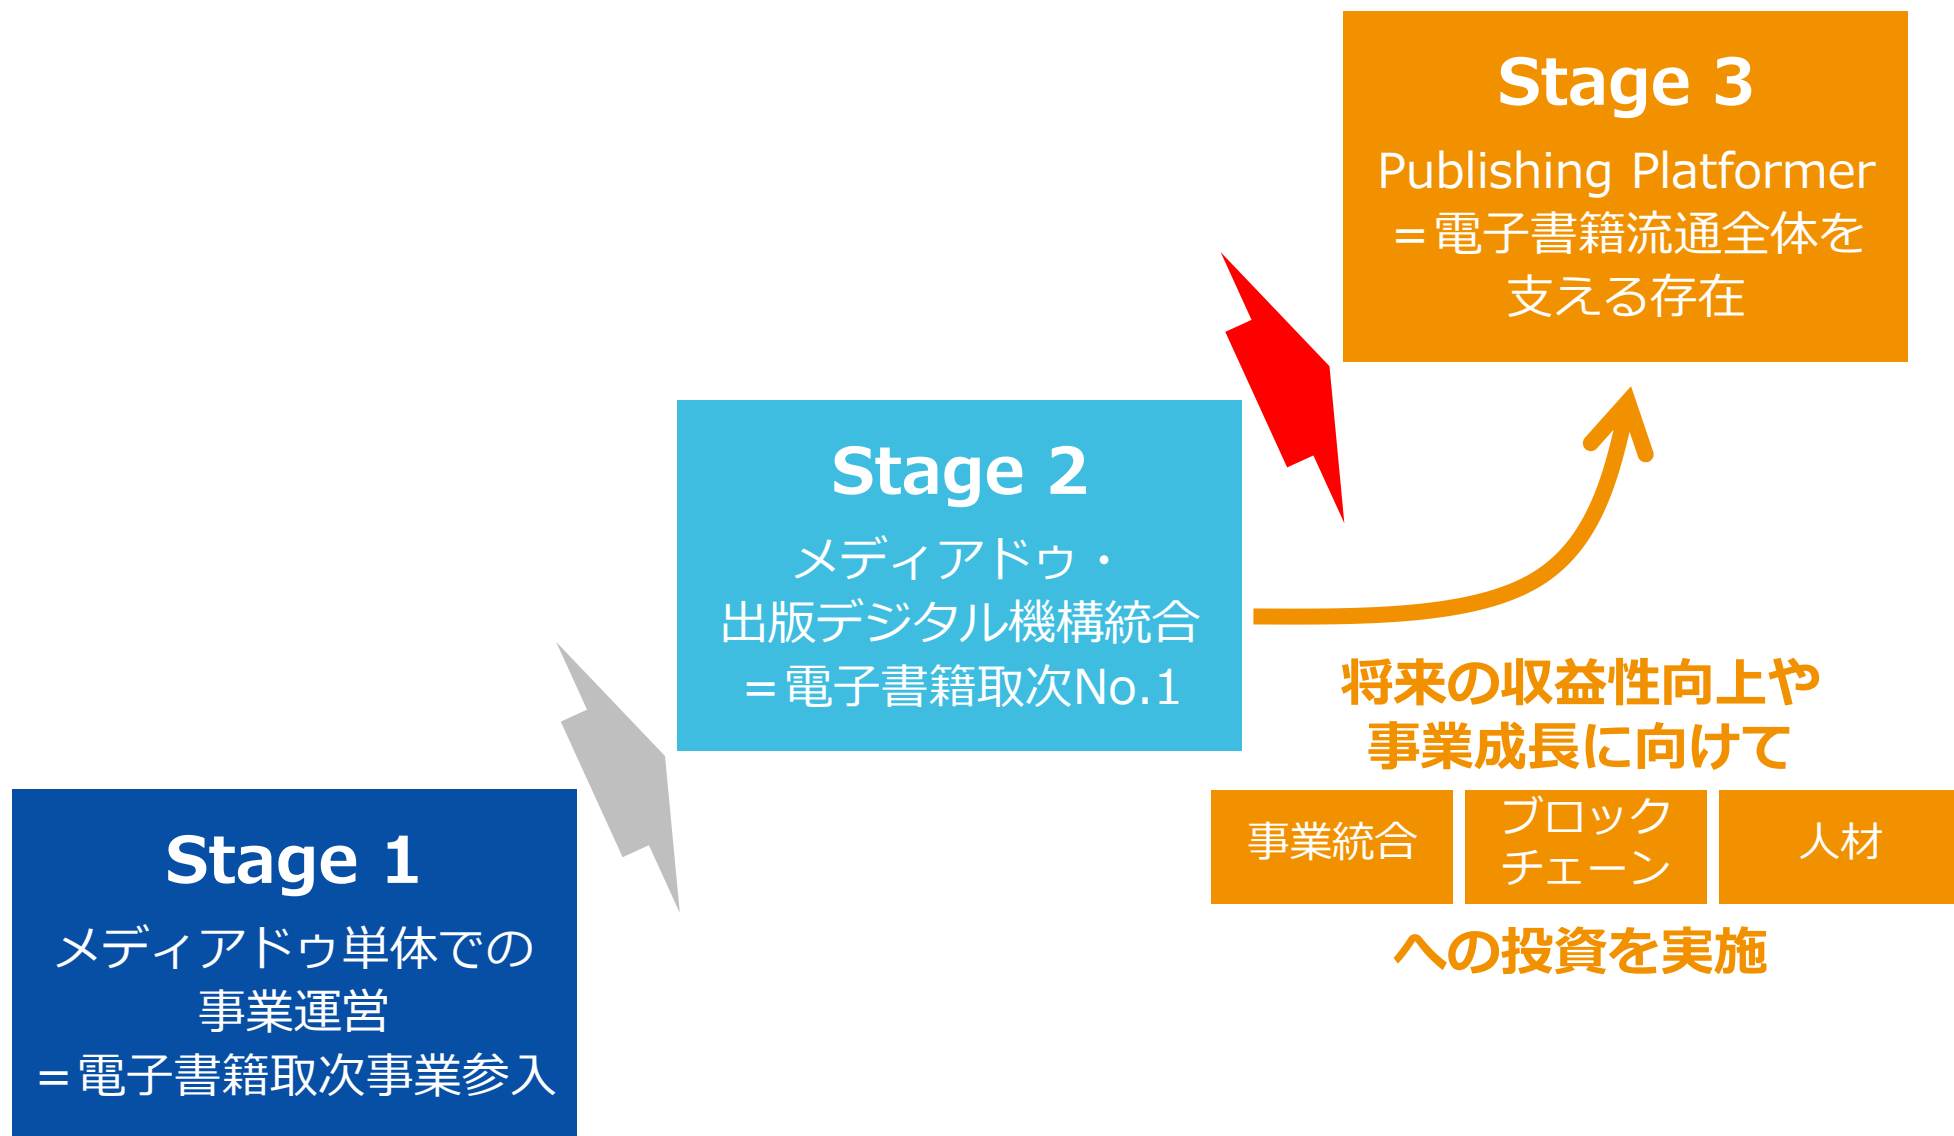 Stage 3
Publishing Platformer
＝電子書籍流通全体を
支える存在
Stage 2
メディアドゥ・
出版デジタル機構統合
＝電子書籍取次No.1
将来の収益性向上や
事業成長に向けて
事業統合
ブロック
チェーン
人材
への投資を実施
Stage 1
メディアドゥ単体での
事業運営
＝電子書籍取次事業参入